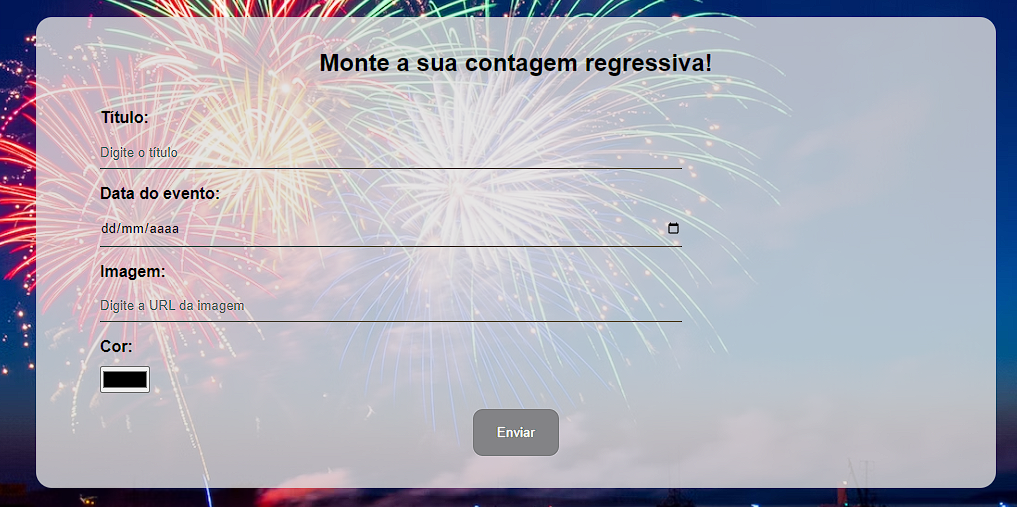 Monte a sua contagem regressiva!
Título:
Digite o título
Data do evento:
dd/mm/aaaa
Imagem:
Digite a URL da imagem
Cor:
Enviar